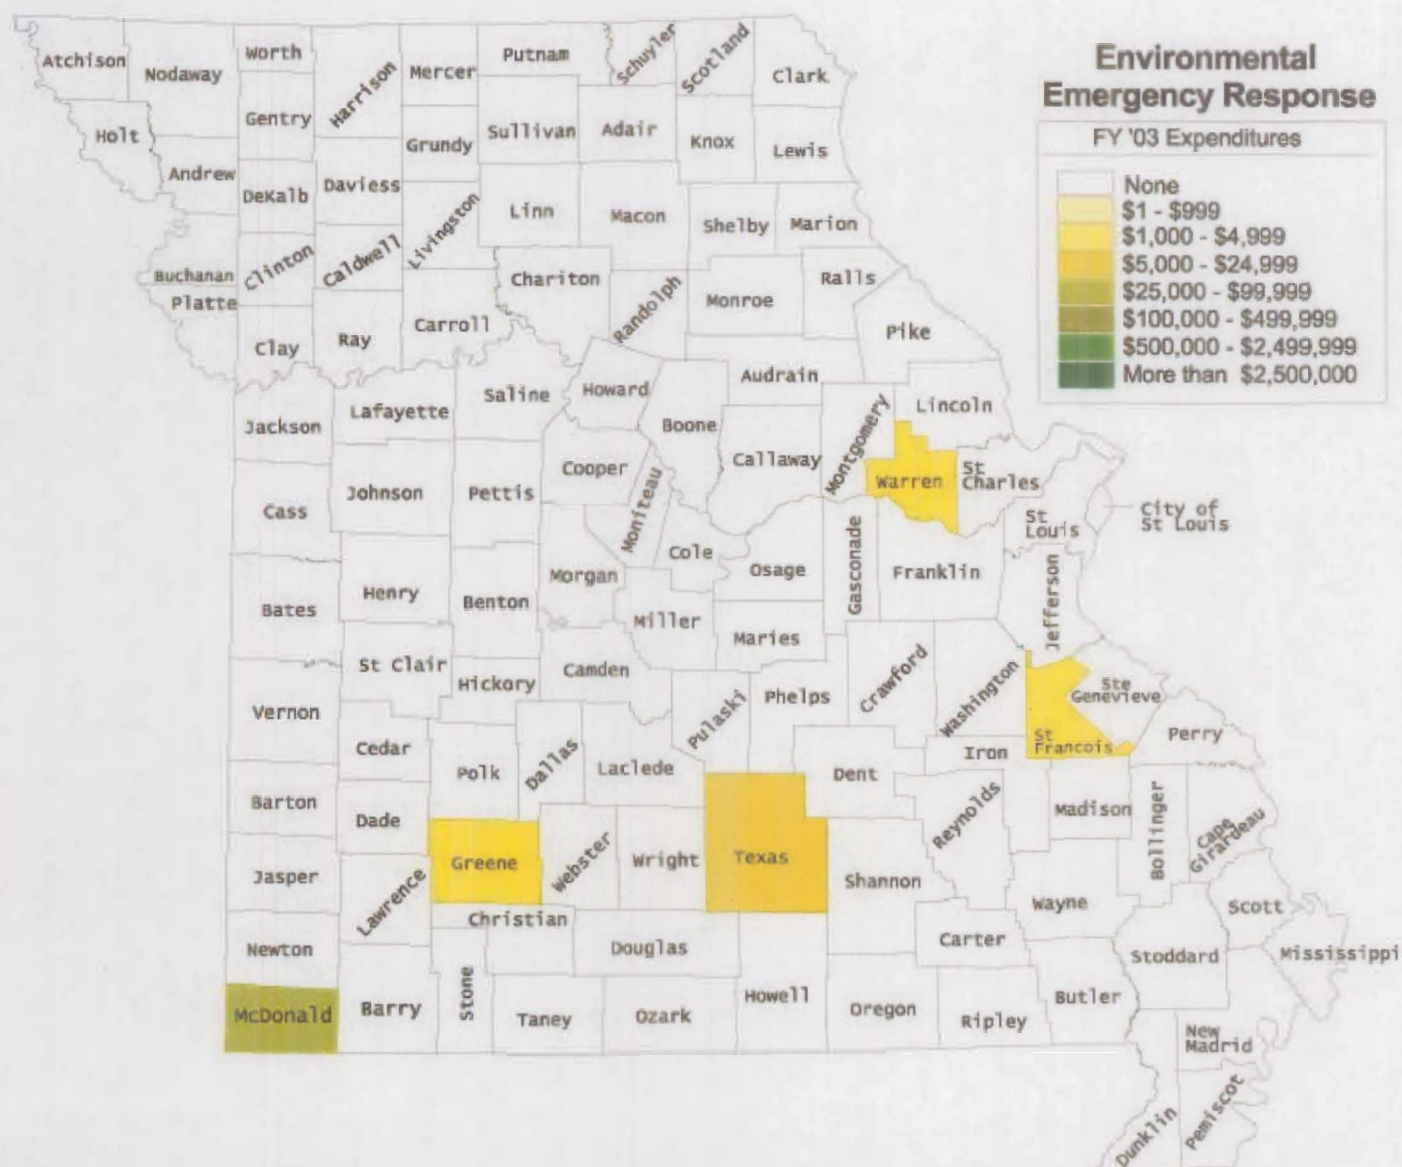 Environmental
Emergency Response
FY '03 Expenditures
None
$1 - $999
$1,000 - $4,999
$5,000 - $24,999
$25,000 - $99,999
$100,000 - $499,999
$500,000 - $2,499,999
More than $2,500,000
Atchison
Nodaway
Worth
Harrison
Mercer
Putnam
Schuyler
Scotland
Clark
Holt
Gentry
Grundy
Sullivan
Adair
Knox
Lewis
Andrew
DeKalb
Daviess
Livingston
Linn
Macon
Shelby
Marion
Buchanan
Clinton
Caldwell
Chariton
Randolph
Monroe
Ralls
Platte
Clay
Ray
Carroll
Pike
Jackson
Lafayette
Saline
Howard
Boone
Audrain
Lincoln
Callaway
Montgomery
Warren
St
Charles
Cass
Johnson
Pettis
Cooper
Moniteau
Cole
Osage
Gasconade
Franklin
St
Louis
City of
St Louis
Bates
Henry
Benton
Morgan
Miller
Maries
Jefferson
Vernon
St Clair
Hickory
Camden
Pulaski
Phelps
Crawford
Washington
Ste
Genevieve
St
Francois
Perry
Cedar
Polk
Dallas
Laclede
Dent
Iron
Barton
Dade
Reynolds
Madison
Bollinger
Cape
Girardeau
Jasper
Lawrence
Greene
Webster
Wright
Texas
Shannon
Wayne
Scott
Newton
Christian
Douglas
Carter
Stoddard
Mississippi
McDonald
Barry
Stone
Taney
Ozark
Howell
Oregon
Ripley
Butler
New
Madrid
Dunklin
Pemiscot